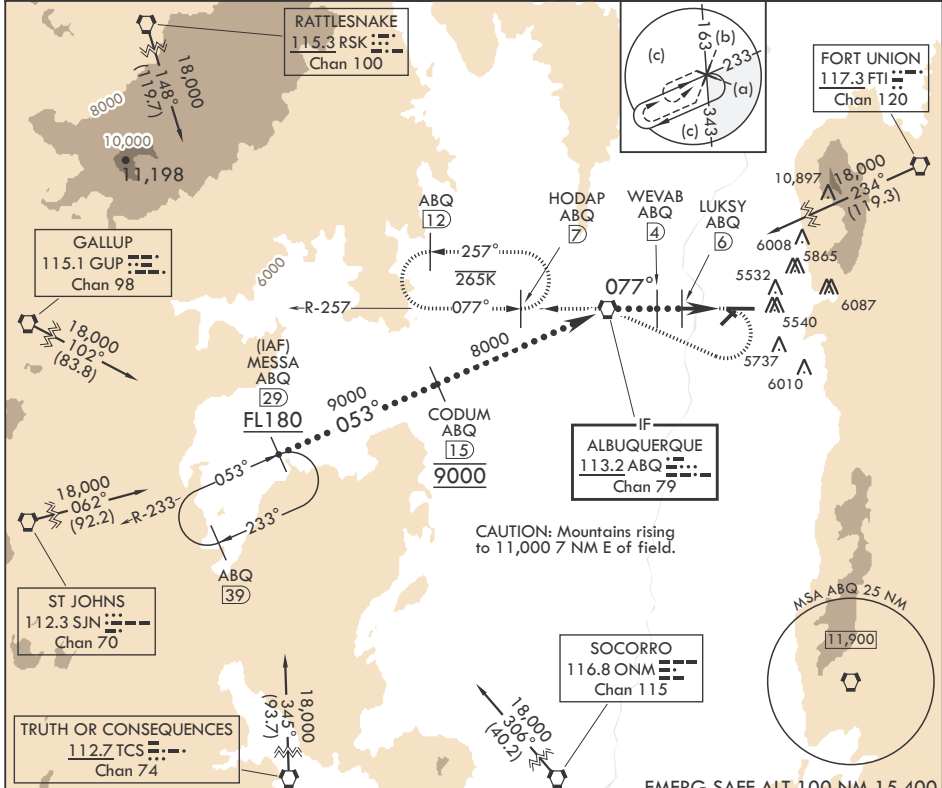 RATTLESNAKE
115.3 RSK
Chan 100
18,000
148°
(119.7)
8000
10,000
11,198
163
(b)
(c)
233
(a)
(c)
343
FORT UNION
117.3 FTI
Chan 120
10,897
18,000
234°
(119.3)
6008
5865
5532
6087
5540
5737
6010
GALLUP
115.1 GUP
Chan 98
18,000
102°
(83.8)
6000
ABQ
12
257°
265K
R-257
077°
HODAP
ABQ
7
WEVAB
ABQ
4
LUKSY
ABQ
6
077°
8000
(IAF)
MESSA
ABQ
29
FL180
9000
053°
CODUM
ABQ
15
9000
IF
ALBUQUERQUE
113.2 ABQ
Chan 79
18,000
062°
(92.2)
R-233
053°
233°
ABQ
39
CAUTION: Mountains rising
to 11,000 7 NM E of field.
ST JOHNS
112.3 SJN
Chan 70
MSA ABQ 25 NM
11,900
SOCORRO
116.8 ONM
Chan 115
18,000
306°
(40.2)
18,000
345°
(93.7)
TRUTH OR CONSEQUENCES
112.7 TCS
Chan 74
EMERG SAFE ALT 100 NM 15,400